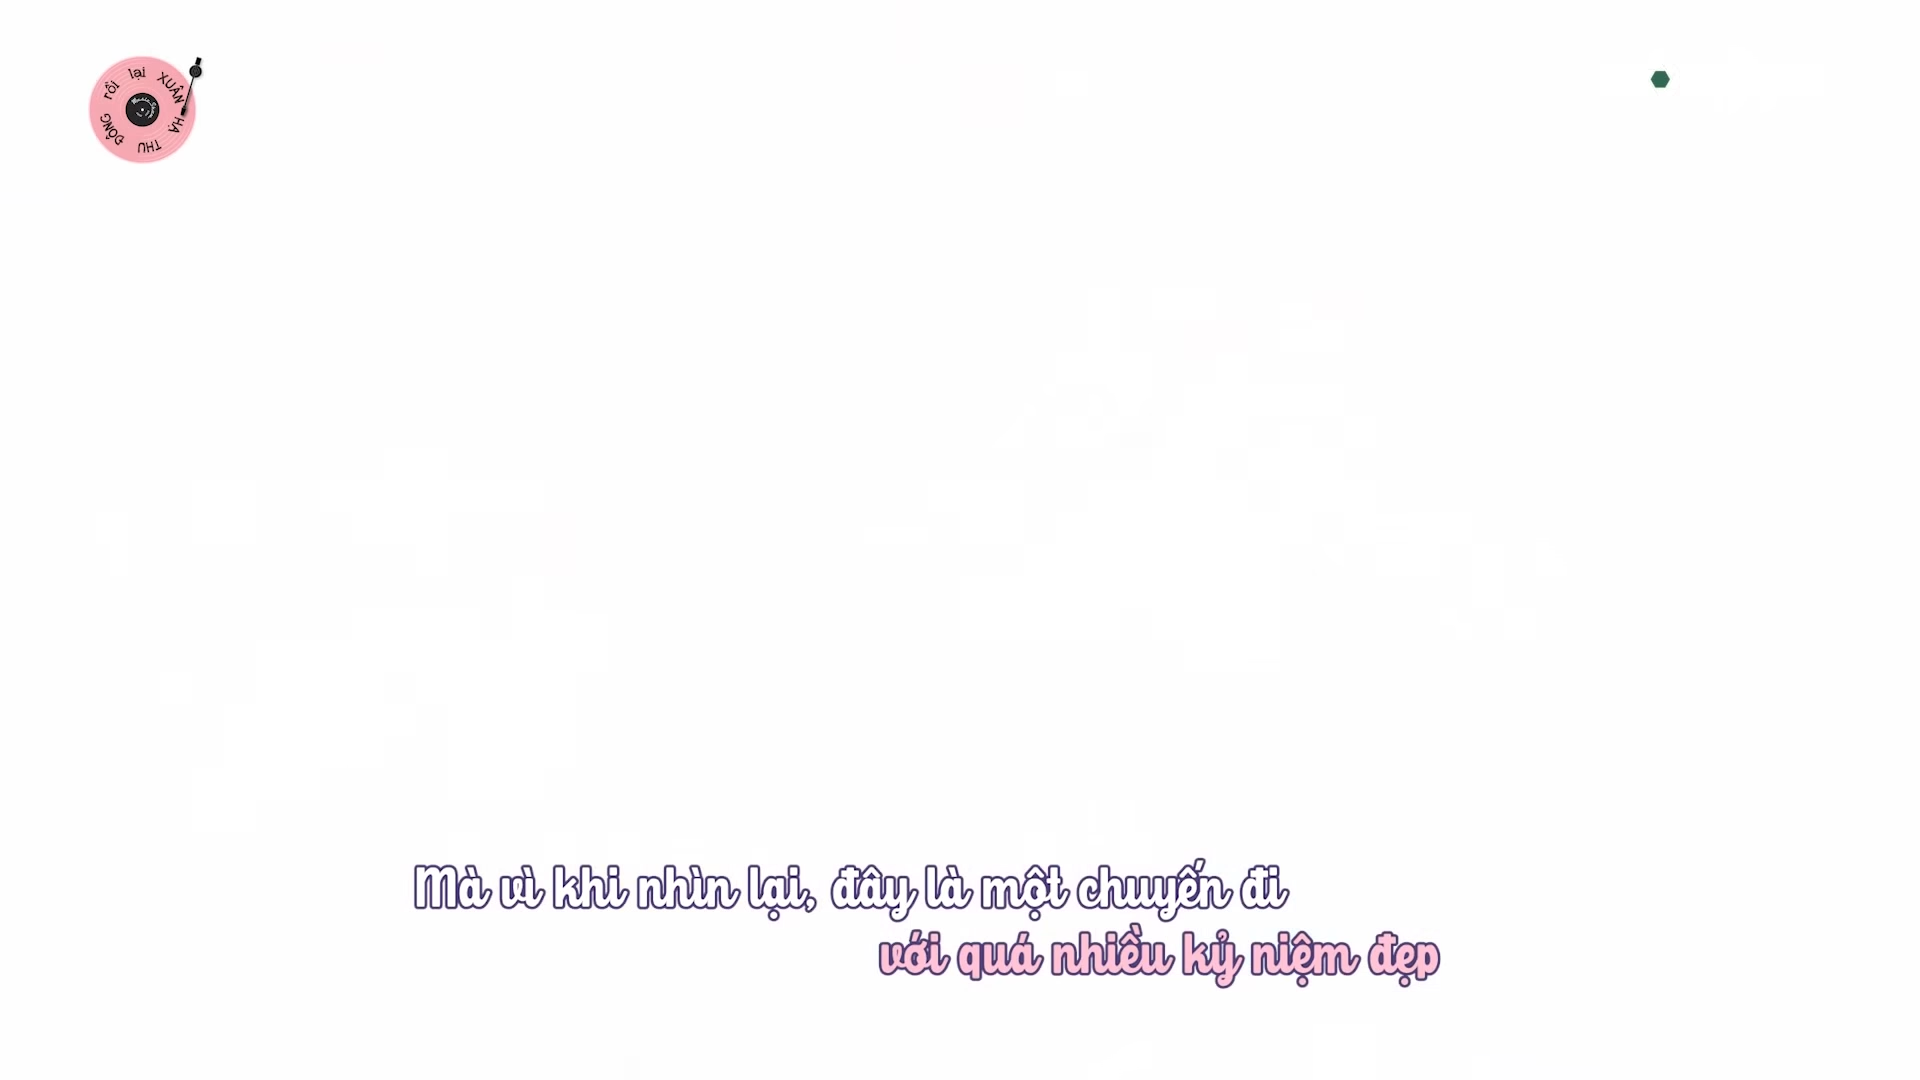 rồi lại XUÂN HẠ THU ĐÔNG
Mà vì khi nhìn lại, đây là một chuyến đi
với quá nhiều kỷ niệm đẹp